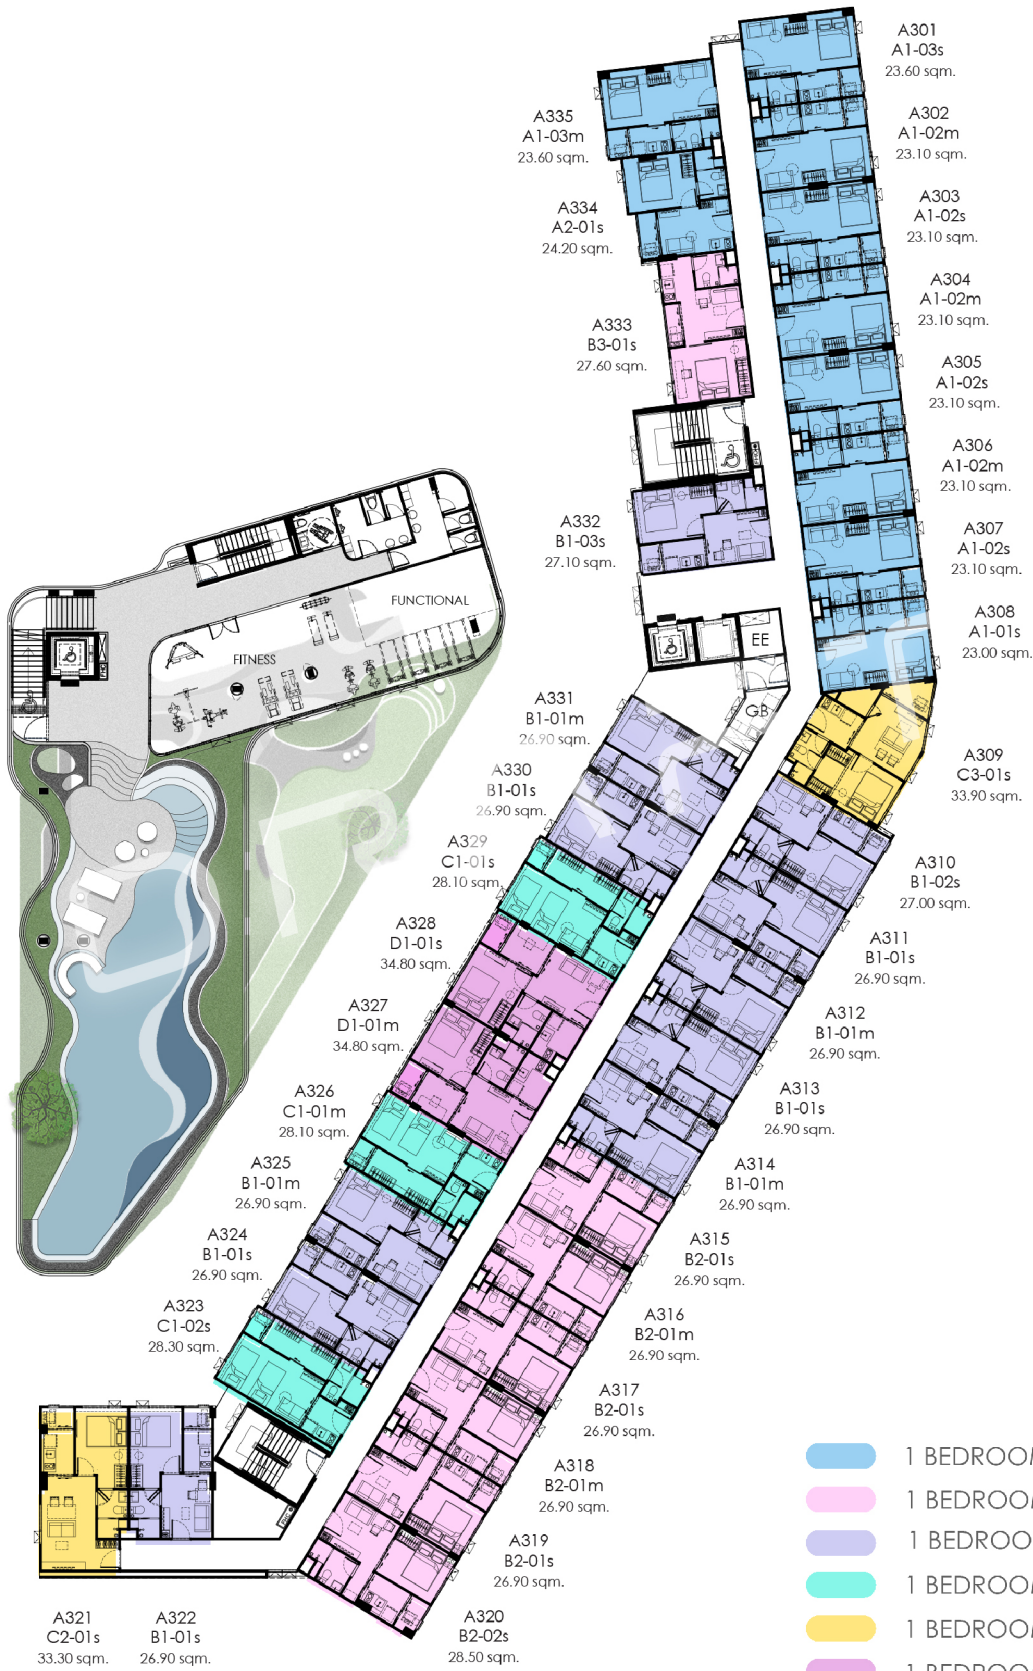 A301
A1-03s
23.60 sqm.
A335
A1-03m
23.60 sqm.
A302
A1-02m
23.10 sqm.
A334
A2-01s
24.20 sqm.
A303
A1-02s
23.10 sqm.
A304
A1-02m
23.10 sqm.
A333
B3-01s
27.60 sqm.
A305
A1-02s
23.10 sqm.
A306
A1-02m
23.10 sqm.
A332
B1-03s
27.10 sqm.
A307
A1-02s
23.10 sqm.
A308
A1-01s
23.00 sqm.
FUNCTIONAL
FITNESS
EE
GB
A331
B1-01m
26.90 sqm.
A309
C3-01s
33.90 sqm.
A330
B1-01s
26.90 sqm.
A329
C1-01s
28.10 sqm.
A310
B1-02s
27.00 sqm.
A328
D1-01s
34.80 sqm.
A311
B1-01s
26.90 sqm.
A327
D1-01m
34.80 sqm.
A312
B1-01m
26.90 sqm.
A326
C1-01m
28.10 sqm.
A313
B1-01s
26.90 sqm.
A325
B1-01m
26.90 sqm.
A314
B1-01m
26.90 sqm.
A324
B1-01s
26.90 sqm.
A315
B2-01s
26.90 sqm.
A323
C1-02s
28.30 sqm.
A316
B2-01m
26.90 sqm.
A317
B2-01s
26.90 sqm.
A318
B2-01m
26.90 sqm.
A319
B2-01s
26.90 sqm.
A320
B2-02s
28.50 sqm.
A321
C2-01s
33.30 sqm.
A322
B1-01s
26.90 sqm.
1 BEDROOM
1 BEDROOM
1 BEDROO
1 BEDROOM
1 BEDROOM
1 BEDROOM